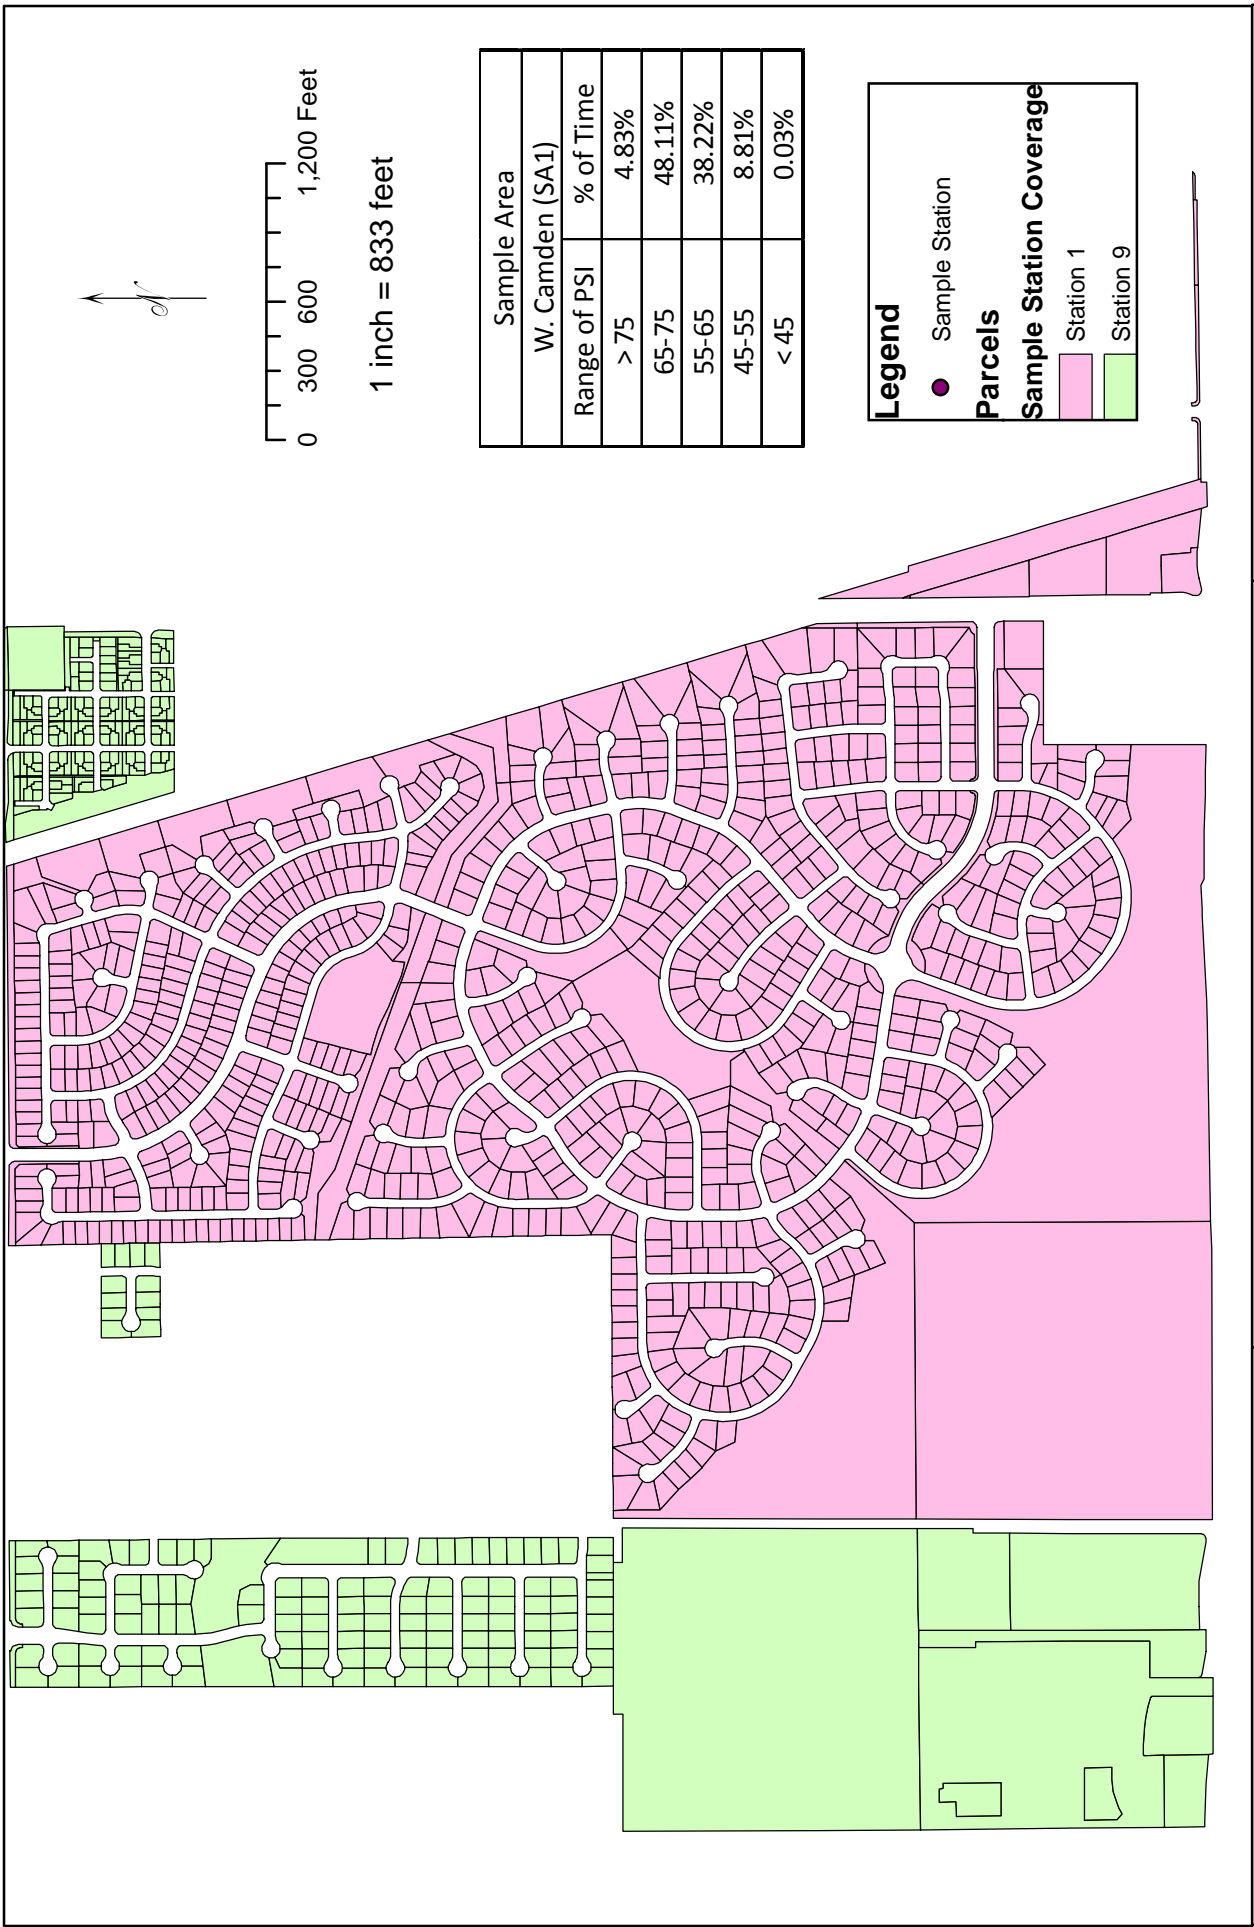 N
0 300 600 1,200 Feet
1 inch = 833 feet
Sample Area
W. Camden (SA1)
Range of PSI % of Time
> 75 4.83%
65-75 48.11%
55-65 38.22%
45-55 8.81%
< 45 0.03%
Legend
Sample Station
Parcels
Sample Station Coverage
Station 1
Station 9